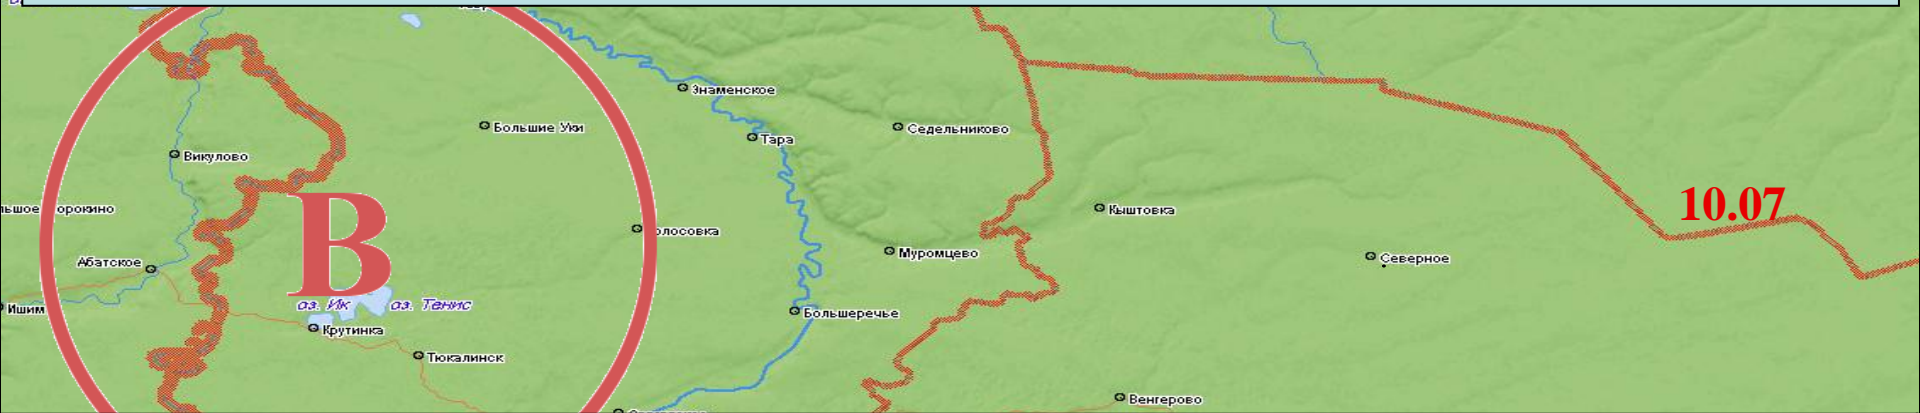 Знаменское
Большие Уки
Седельниково
Тара
Викулово
10.07
В
Кыштовка
Муромцево
Северное
Абатское
оз. Ик
оз. Тенис
Ишим
Большеречье
Крутинка
Тюкалинск
Венгерово